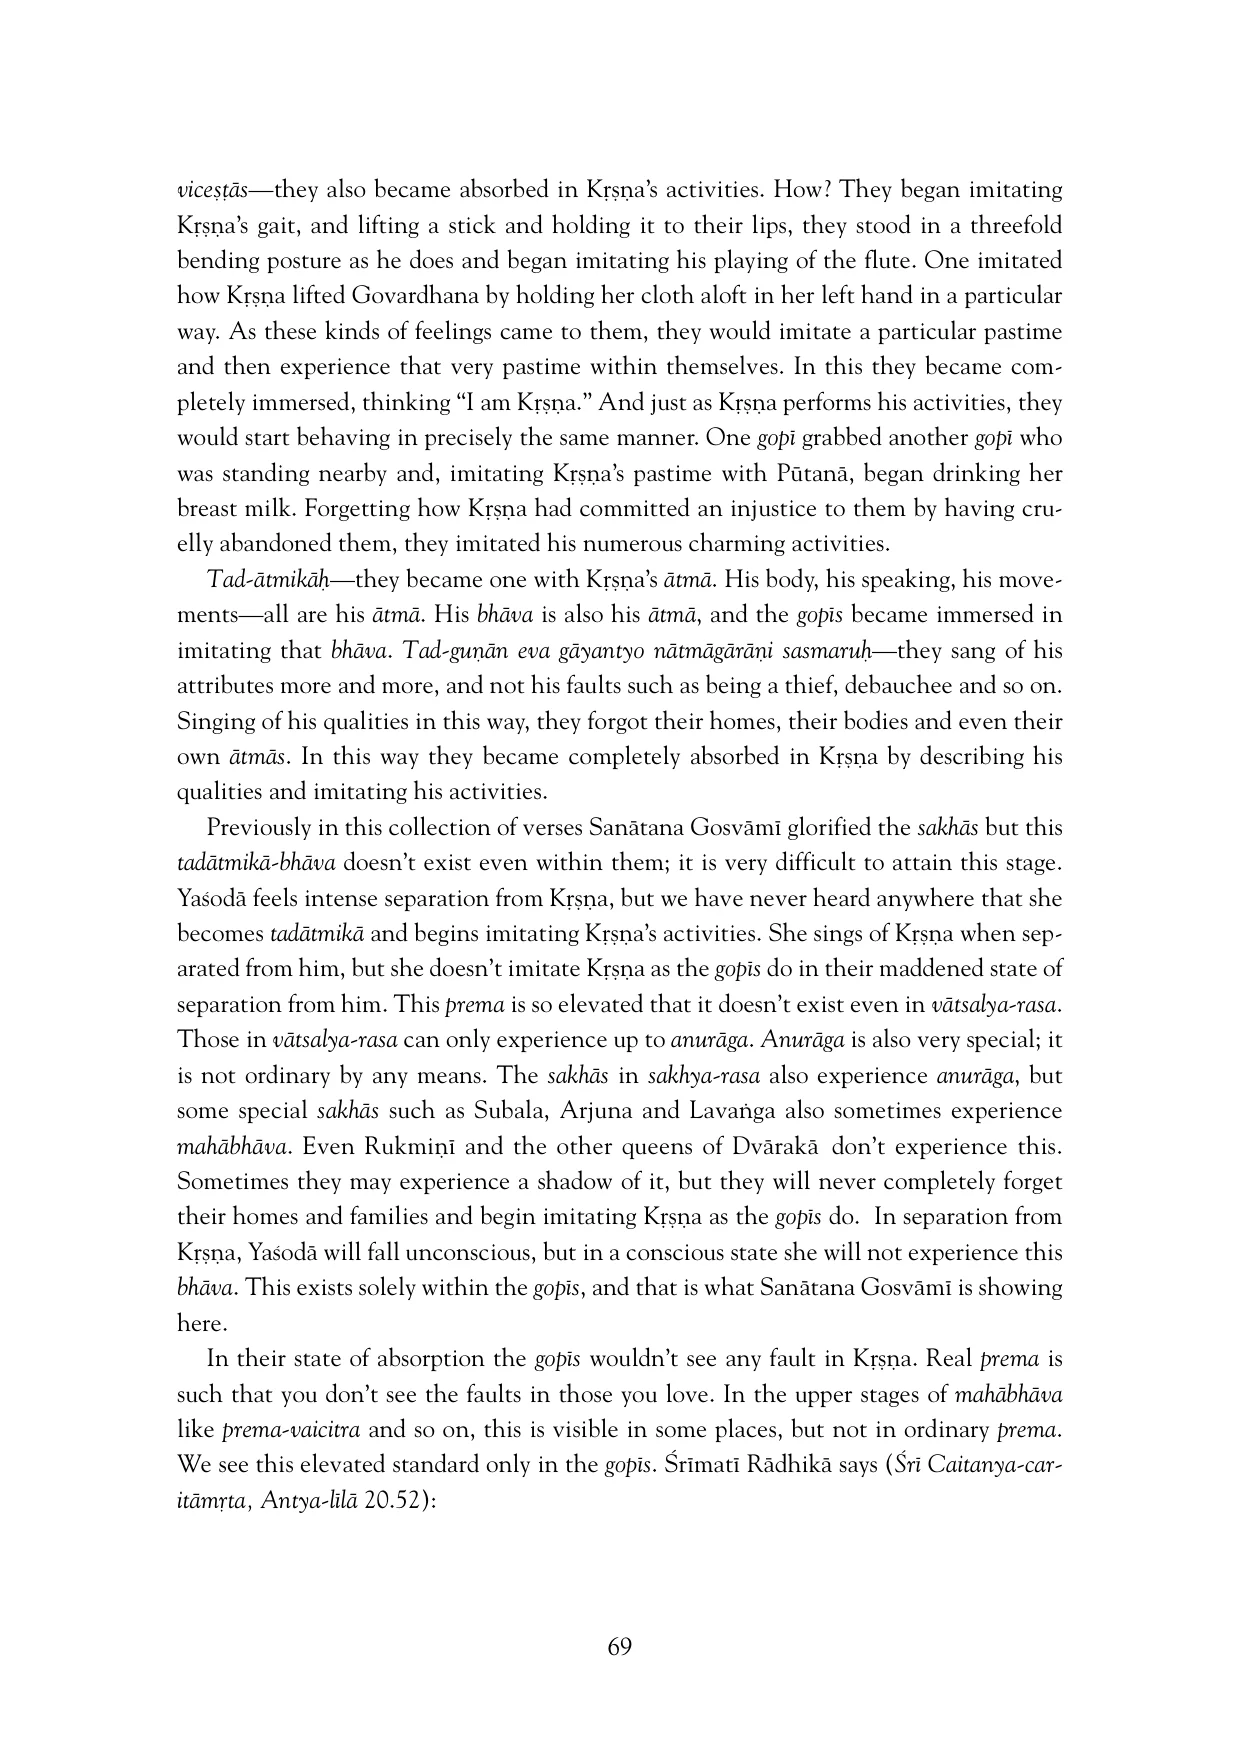 viceṣṭās—they also became absorbed in Kṛṣṇa’s activities. How? They began imitating
Kṛṣṇa’s gait, and lifting a stick and holding it to their lips, they stood in a threefold
bending posture as he does and began imitating his playing of the flute. One imitated
how Kṛṣṇa lifted Govardhana by holding her cloth aloft in her left hand in a particular
way. As these kinds of feelings came to them, they would imitate a particular pastime
and then experience that very pastime within themselves. In this they became com-
pletely immersed, thinking “I am Kṛṣṇa.” And just as Kṛṣṇa performs his activities, they
would start behaving in precisely the same manner. One gopī grabbed another gopī who
was standing nearby and, imitating Kṛṣṇa’s pastime with Pūtanā, began drinking her
breast milk. Forgetting how Kṛṣṇa had committed an injustice to them by having cru-
elly abandoned them, they imitated his numerous charming activities.
Tad-ātmikāḥ—they became one with Kṛṣṇa’s ātmā. His body, his speaking, his move-
ments—all are his ātmā. His bhāva is also his ātmā, and the gopīs became immersed in
imitating that bhāva. Tad-guṇān eva gāyantyo nātmāgārāṇi sasmaruḥ—they sang of his
attributes more and more, and not his faults such as being a thief, debauchee and so on.
Singing of his qualities in this way, they forgot their homes, their bodies and even their
own ātmās. In this way they became completely absorbed in Kṛṣṇa by describing his
qualities and imitating his activities.
Previously in this collection of verses Sanātana Gosvāmī glorified the sakhās but this
tadātmikā-bhāva doesn’t exist even within them; it is very difficult to attain this stage.
Yaśodā feels intense separation from Kṛṣṇa, but we have never heard anywhere that she
becomes tadātmikā and begins imitating Kṛṣṇa’s activities. She sings of Kṛṣṇa when sep-
arated from him, but she doesn’t imitate Kṛṣṇa as the gopīs do in their maddened state of
separation from him. This prema is so elevated that it doesn’t exist even in vātsalya-rasa.
Those in vātsalya-rasa can only experience up to anurāga. Anurāga is also very special; it
is not ordinary by any means. The sakhās in sakhya-rasa also experience anurāga, but
some special sakhās such as Subala, Arjuna and Lavaṅga also sometimes experience
mahābhāva. Even Rukmiṇī and the other queens of Dvārakā don’t experience this.
Sometimes they may experience a shadow of it, but they will never completely forget
their homes and families and begin imitating Kṛṣṇa as the gopīs do. In separation from
Kṛṣṇa, Yaśodā will fall unconscious, but in a conscious state she will not experience this
bhāva. This exists solely within the gopīs, and that is what Sanātana Gosvāmī is showing
here.
In their state of absorption the gopīs wouldn’t see any fault in Kṛṣṇa. Real prema is
such that you don’t see the faults in those you love. In the upper stages of mahābhāva
like prema-vaicitra and so on, this is visible in some places, but not in ordinary prema.
We see this elevated standard only in the gopīs. Śrīmatī Rādhikā says (Śrī Caitanya-car-
itāmṛta, Antya-līlā 20.52):
69